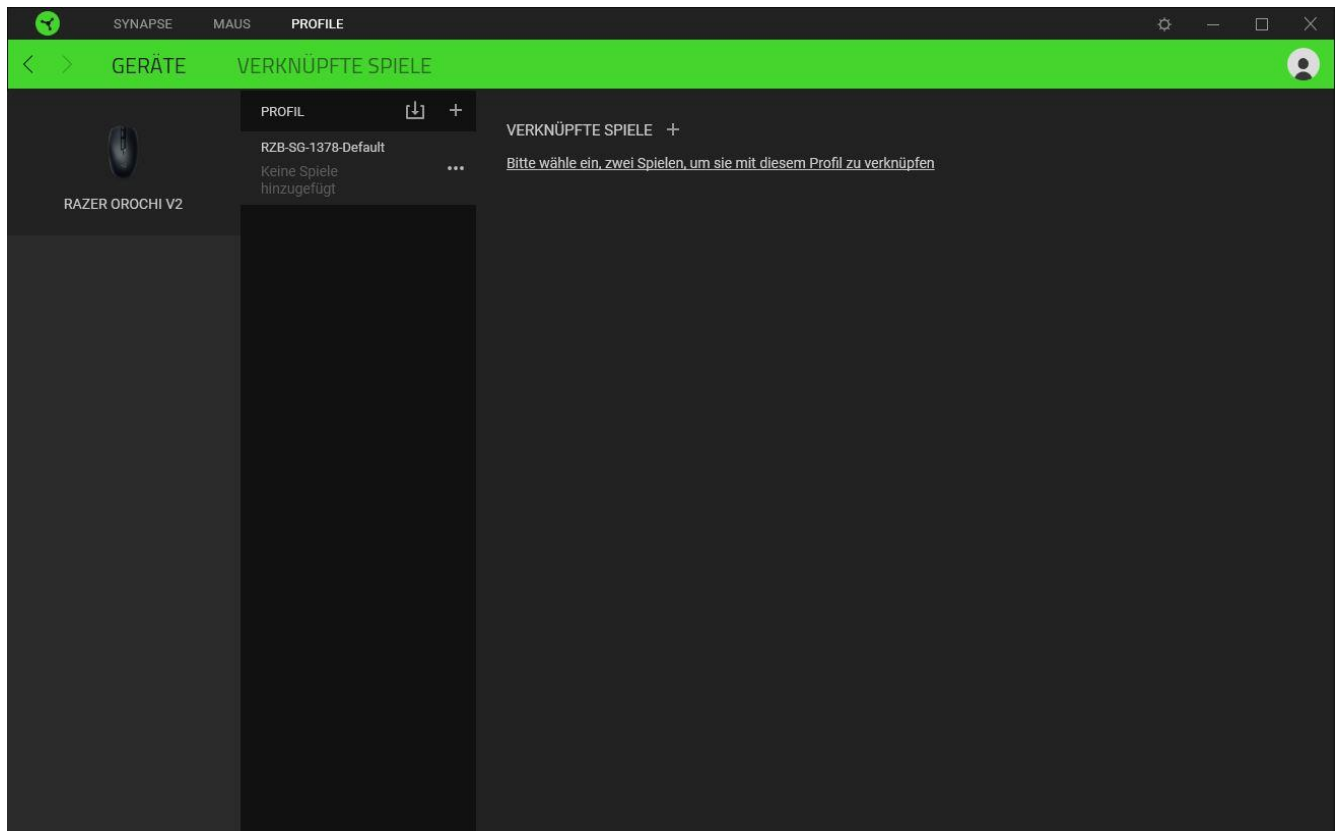 SYNAPSE MAUS PROFILE
GERÄTE VERKNÜPFTE SPIELE
RAZER OROCHI V2
PROFIL
RZB-SG-1378-Default
Keine Spiele
hinzugefügt
VERKNÜPFTE SPIELE
Bitte wähle ein, zwei Spielen, um sie mit diesem Profil zu verknüpfen